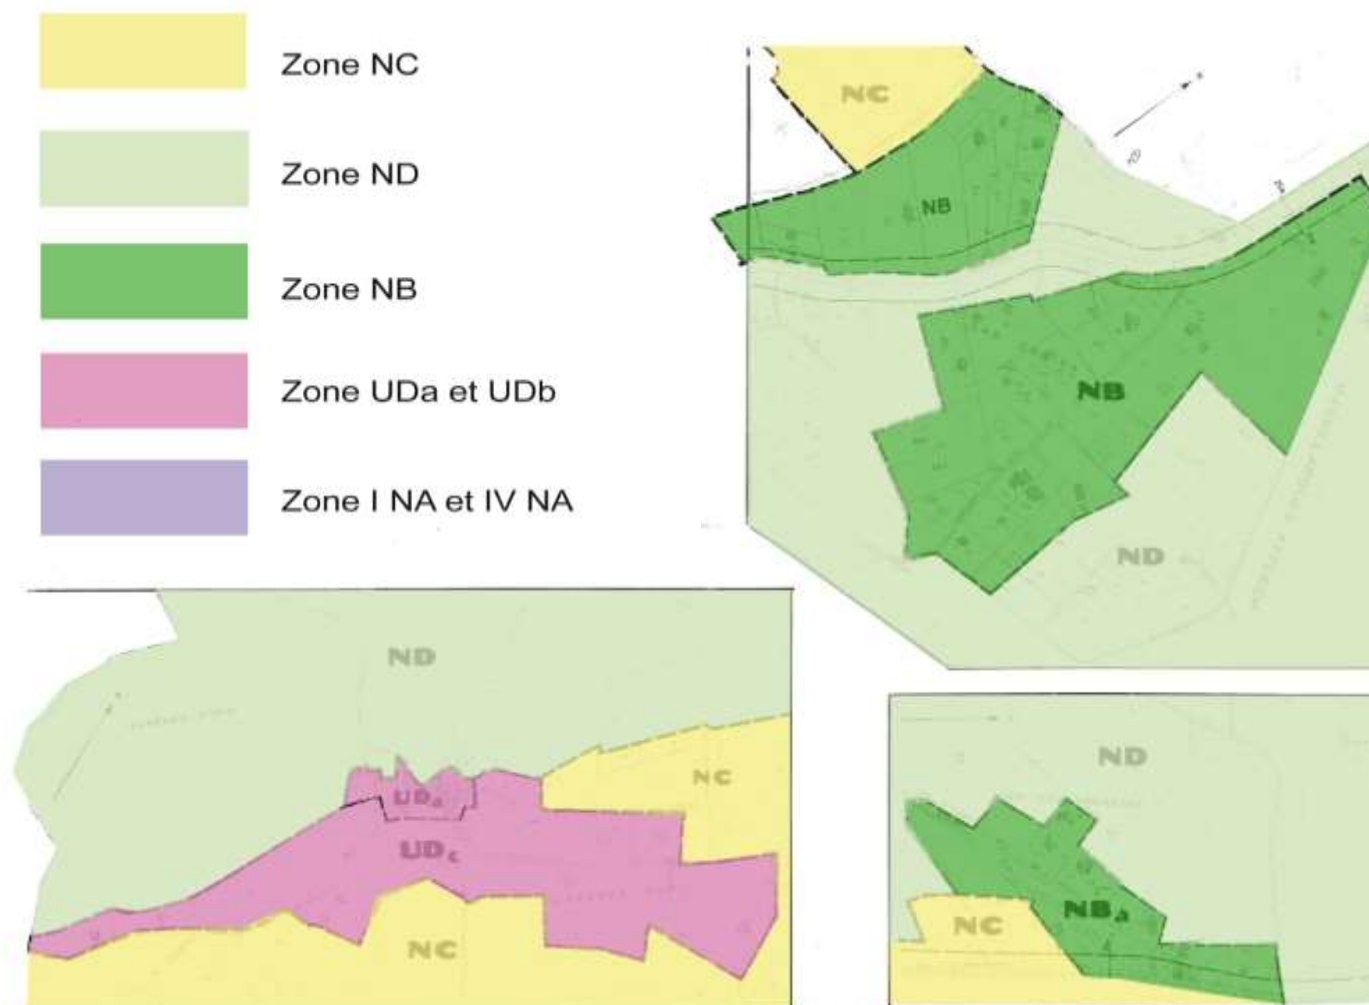 Zone NC
Zone ND
Zone NB
Zone UDa et UDb
Zone I NA et IV NA
NC
NB
NB
ND
ND
NC
UDa
UDc
NC
ND
NBa
NC